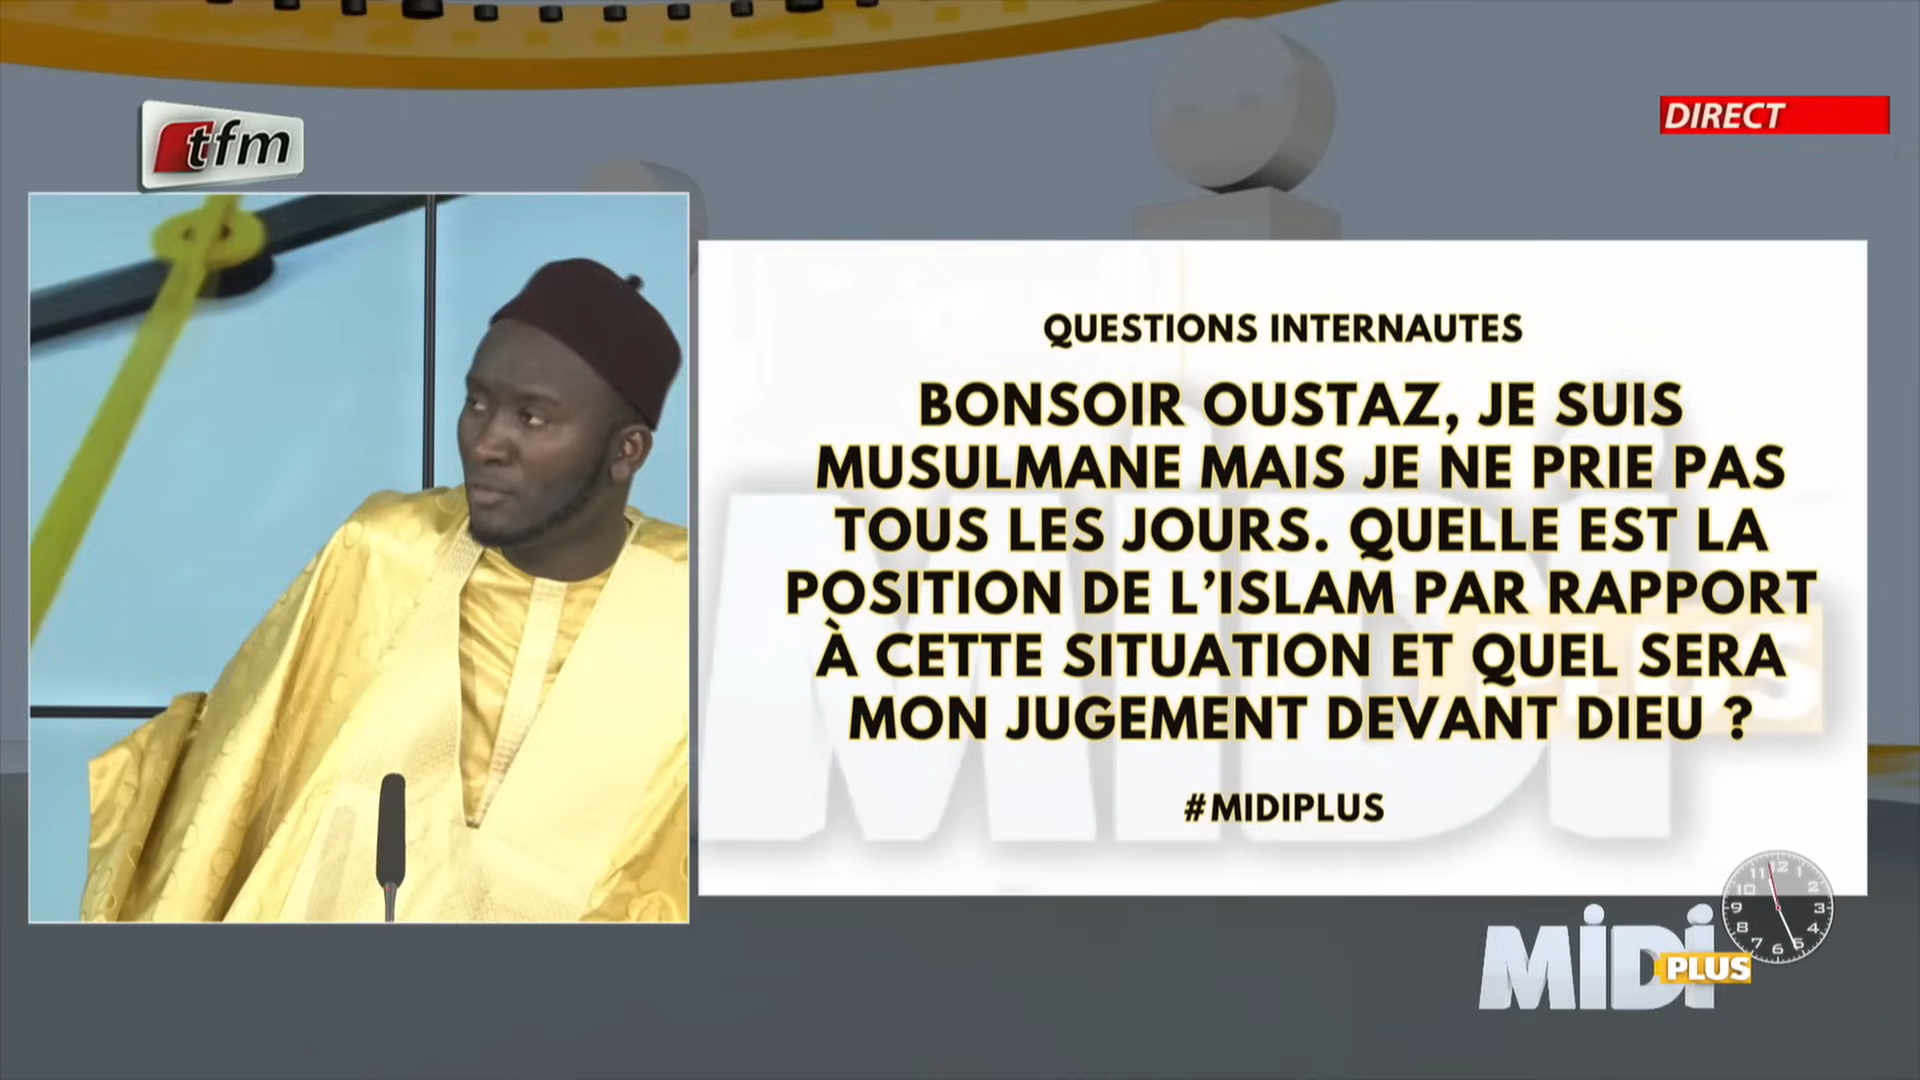 tfm
DIRECT
QUESTIONS INTERNAUTES
BONSOIR OUSTAZ, JE SUIS
MUSULMANE MAIS JE NE PRIE PAS
TOUS LES JOURS. QUELLE EST LA
POSITION DE L'ISLAM PAR RAPPORT
À CETTE SITUATION ET QUEL SERA
MON JUGEMENT DEVANT DIEU ?
#MIDIPLUS
MiDi
PLUS